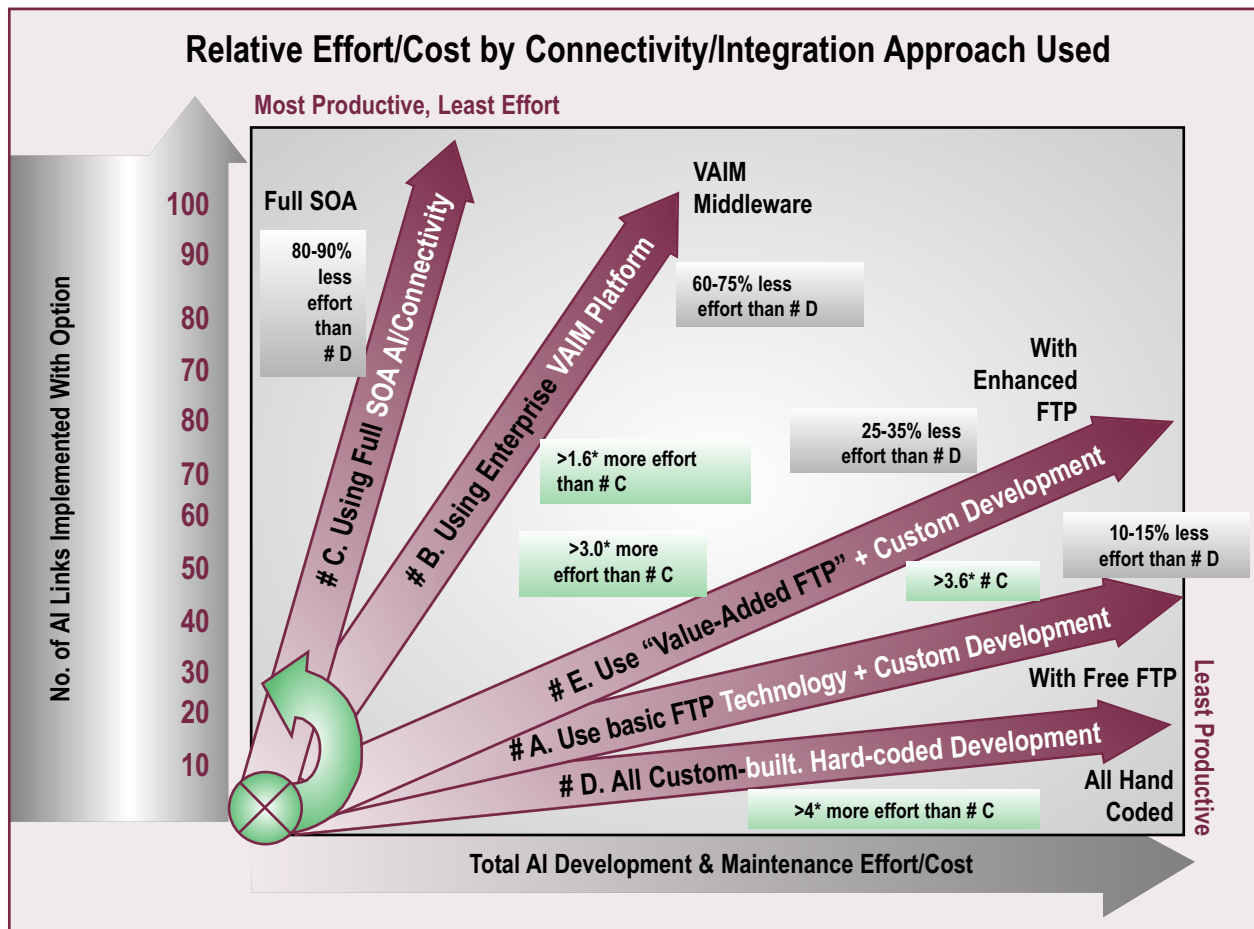 Relative Effort/Cost by Connectivity/Integration Approach Used
Most Productive, Least Effort
No. of AI Links Implemented With Option
100
90
80
70
80
70
60
50
40
30
20
10
Full SOA
80-90%
less
effort
than
# D
# C. Using Full SOA AI/Connectivity
VAIM
Middleware
60-75% less
effort than # D
# B. Using Enterprise VAIM Platform
>1.6* more effort
than # C
With
Enhanced
FTP
25-35% less
effort than # D
# E. Use “Value-Added FTP” + Custom Development
>3.0* more
effort than # C
10-15% less
effort than # D
>3.6* # C
# A. Use basic FTP Technology + Custom Development
With Free FTP
# D. All Custom-built. Hard-coded Development
All Hand
Coded
>4* more effort than # C
Least Productive
Total AI Development & Maintenance Effort/Cost